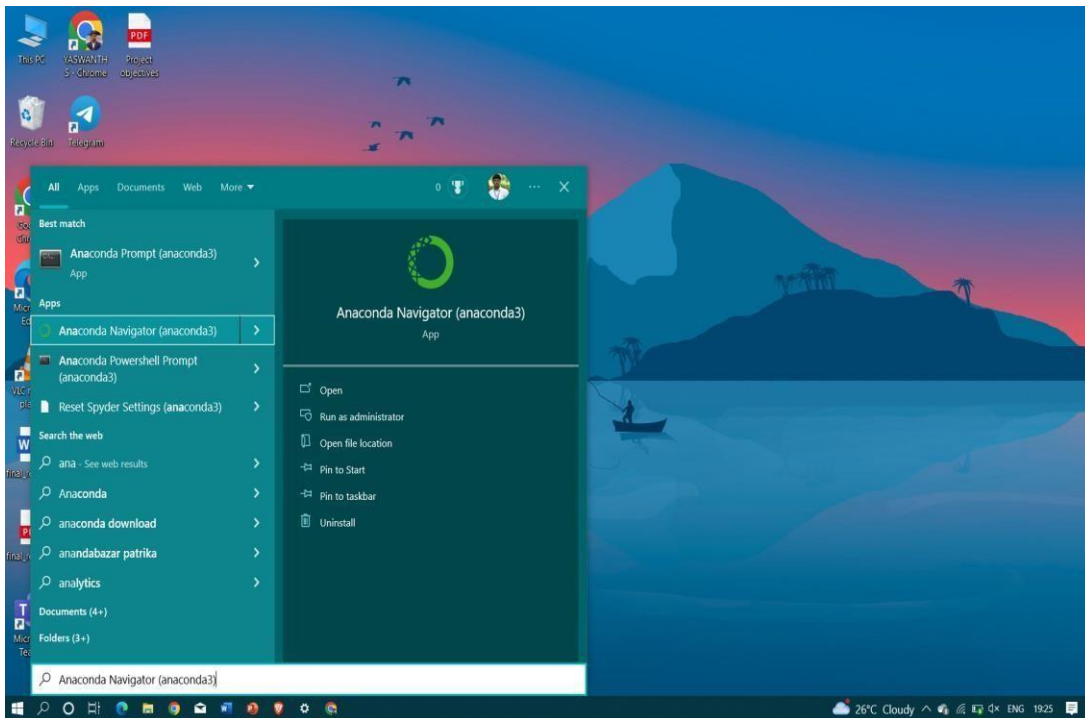 This PC
YASWANTH
S - Chrome
Project
objectives
PDF
Recycle Bin
Telegram
All Apps Documents Web More
0
Best match
Anaconda Prompt (anaconda3)
App
Apps
Anaconda Navigator (anaconda3)
Anaconda Powershell Prompt
(anaconda3)
Reset Spyder Settings (anaconda3)
Search the web
ana - See web results
Anaconda
anaconda download
anandabazar patrika
analytics
Documents (4+)
Folders (3+)
Anaconda Navigator (anaconda3)
App
Open
Run as administrator
Open file location
Pin to Start
Pin to taskbar
Uninstall
Anaconda Navigator (anaconda3)
26°C Cloudy ENG 1925